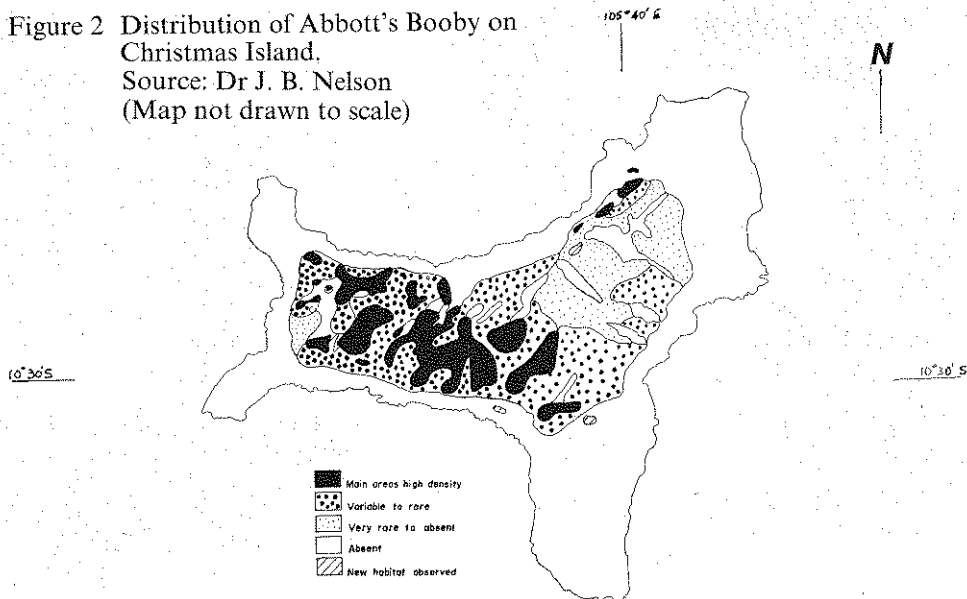 Figure 2 Distribution of Abbott's Booby on
Christmas Island.
Source: Dr J. B. Nelson
(Map not drawn to scale)
105°40' E
N
10°30'S
10°30' S
Main areas high density
Variable to rare
Very rare to absent
Absent
New habitat observed